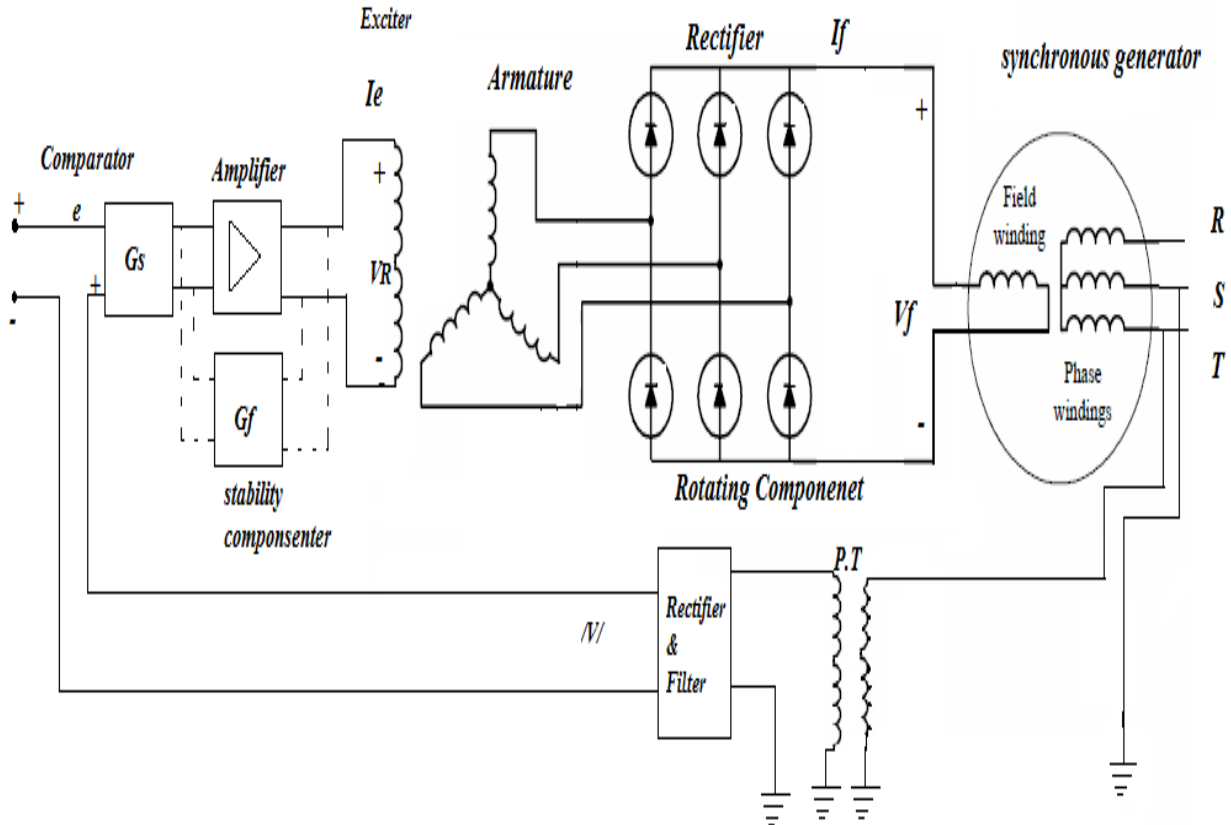 Exciter
Rectifier
If
synchronous generator
Armature
Ie
Comparator
Amplifier
+
+
+
e
Field
winding
R
Gs
+
VR
S
-
Vf
T
-
Phase
windings
Gf
-
stability
componsenter
Rotating Componenet
P.T
/V/
Rectifier
&
Filter